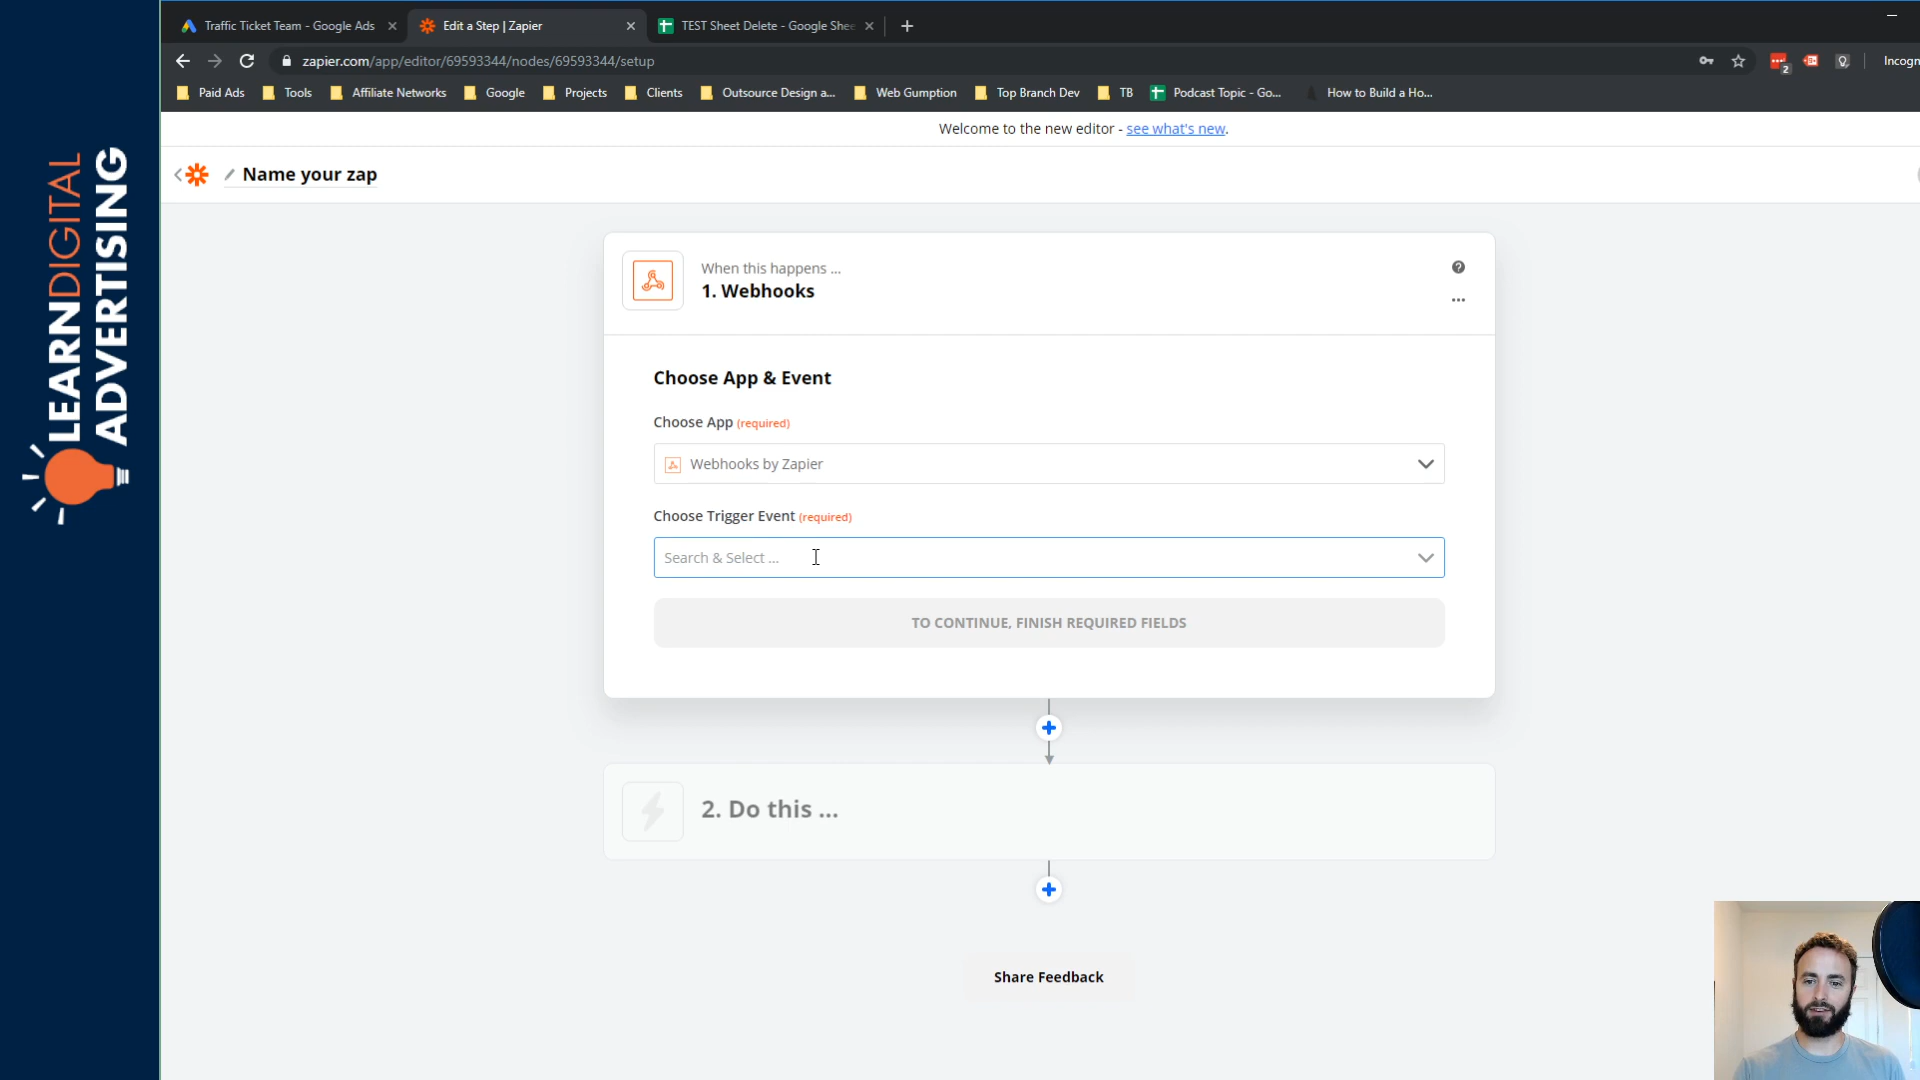 Traffic Ticket Team - Google Ads
Edit a Step | Zapier
TEST Sheet Delete - Google Shee
zapier.com/app/editor/69593344/nodes/69593344/setup
2
Incogn
Paid Ads
Tools
Affiliate Networks
Google
Projects
Clients
Outsource Design a...
Web Gumption
Top Branch Dev
TB
Podcast Topic - Go...
How to Build a Ho...
Welcome to the new editor - see what's new.
Name your zap
LEARNDIGITAL
ADVERTISING
When this happens ...
1. Webhooks
Choose App & Event
Choose App (required)
Webhooks by Zapier
Choose Trigger Event (required)
Search & Select ...
TO CONTINUE, FINISH REQUIRED FIELDS
2. Do this ...
Share Feedback